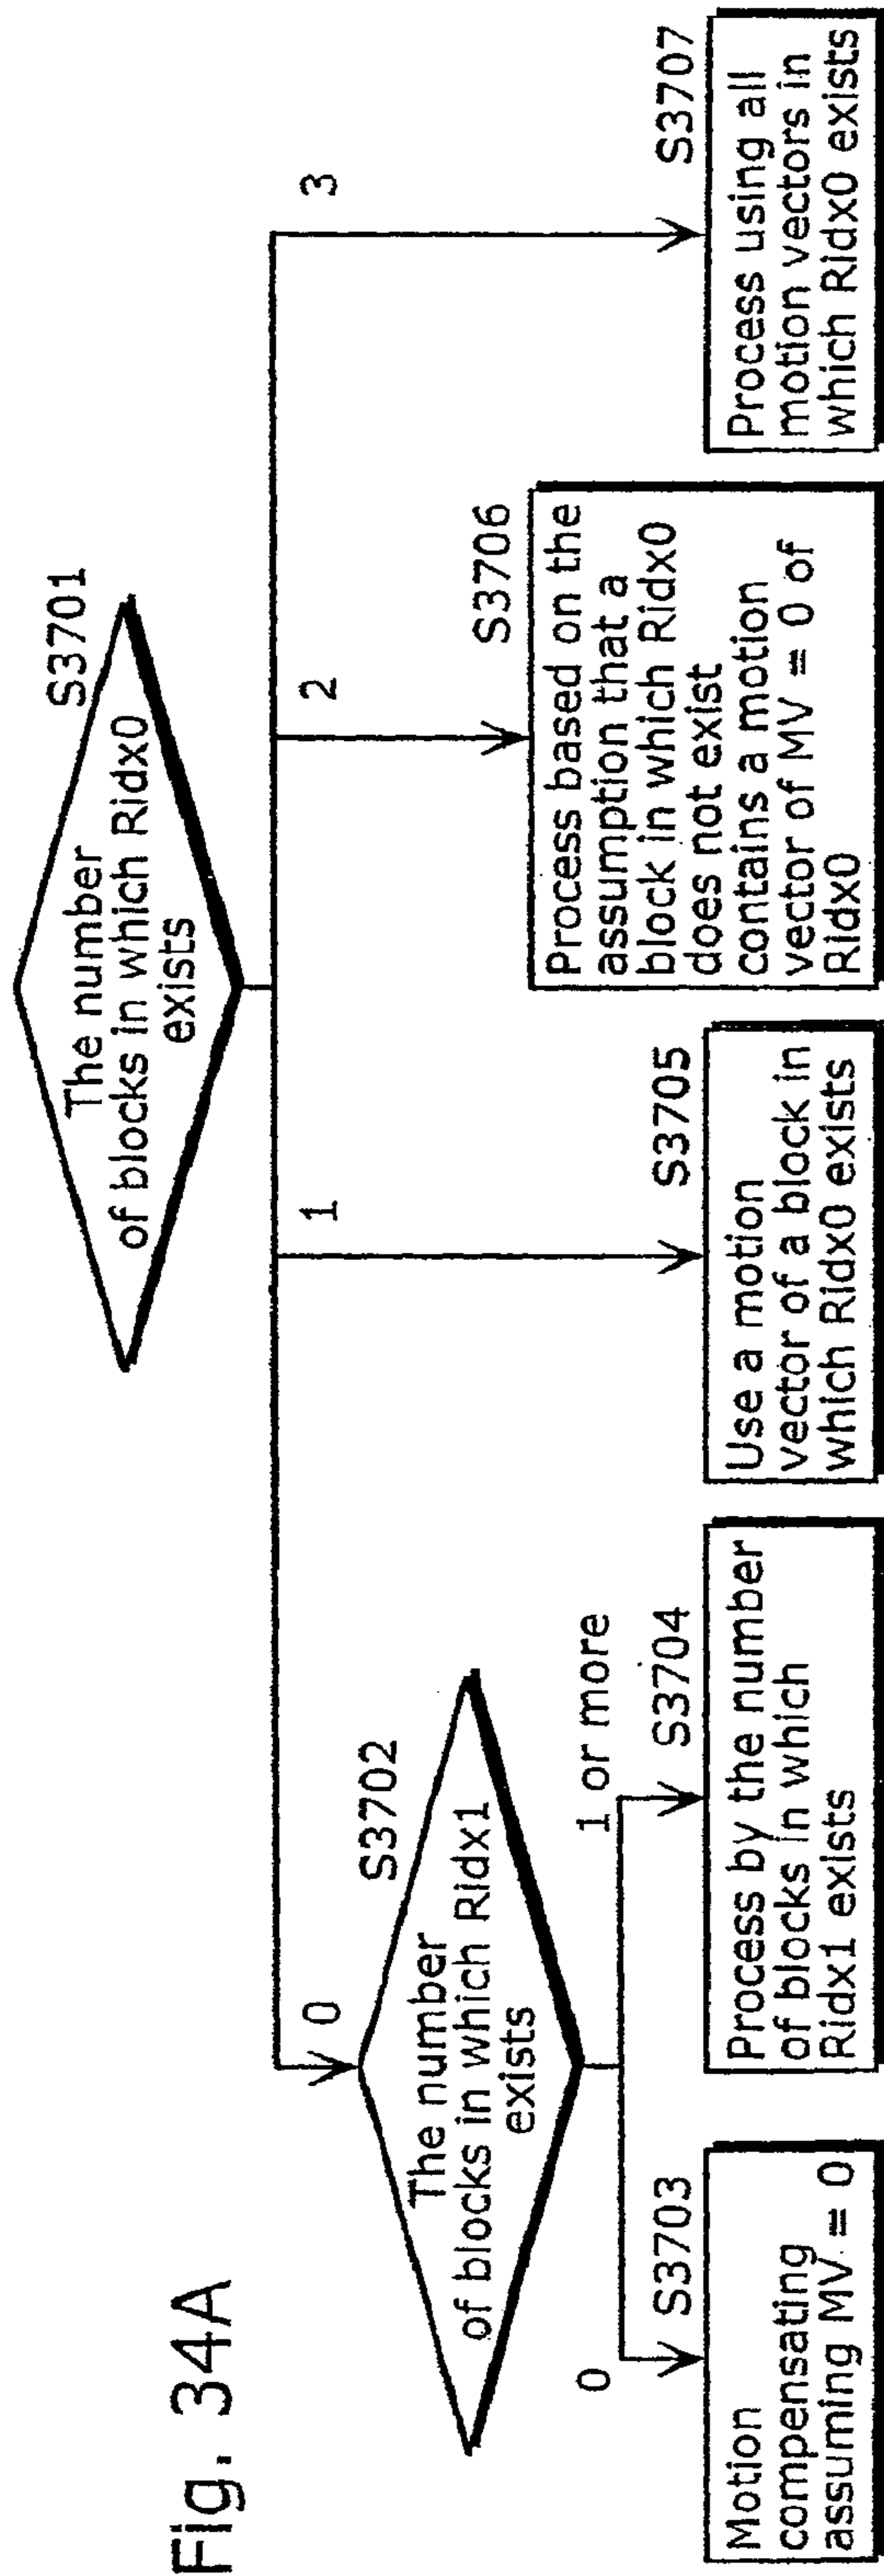 Fig. 34A
S3701
The number
of blocks in which Ridx0
exists
0
1
2
3
S3702
The number
of blocks in which Ridx1
exists
0
1 or more
S3703
Motion
compensating
assuming MV = 0
S3704
Process by the number
of blocks in which
Ridx1 exists
S3705
Use a motion
vector of a block in
which Ridx0 exists
S3706
Process based on the
assumption that a
block in which Ridx0
does not exist
contains a motion
vector of MV = 0 of
Ridx0
S3707
Process using all
motion vectors in
which Ridx0 exists